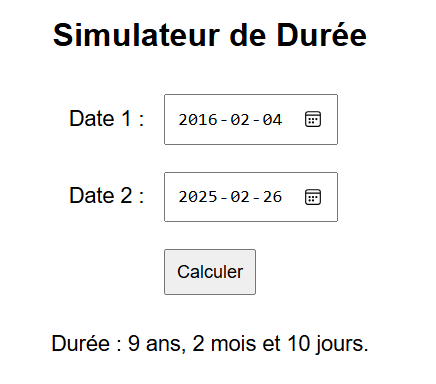 Simulateur de Durée
Date 1 : 2016-02-04
Date 2 : 2025-02-26
Calculer
Durée : 9 ans, 2 mois et 10 jours.